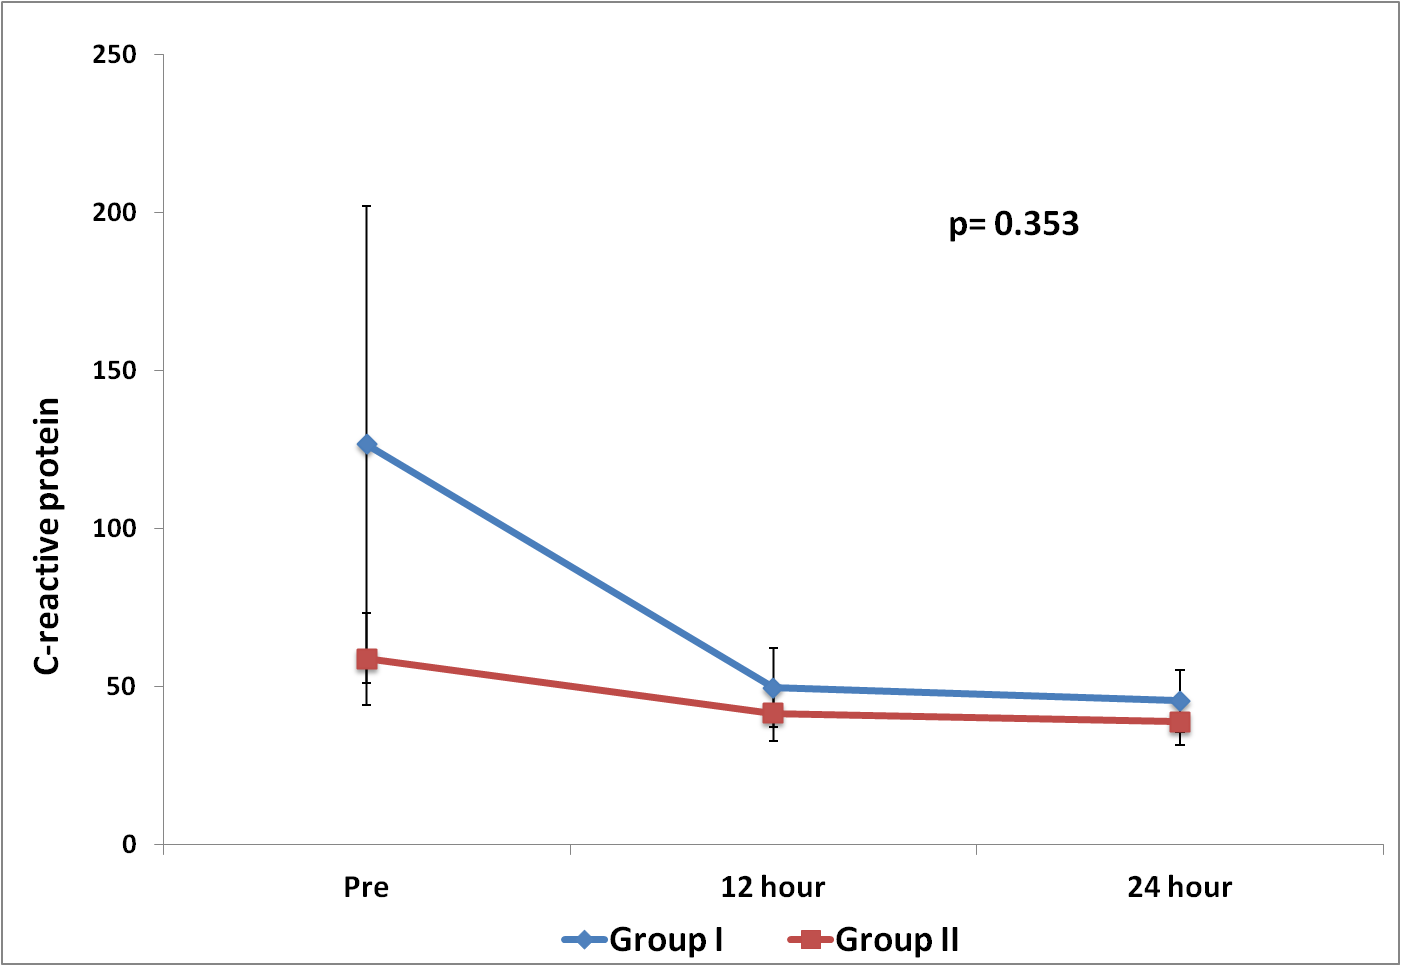 250
200
150
100
50
0
C-reactive protein
p= 0.353
Pre
12 hour
24 hour
Group I
Group II